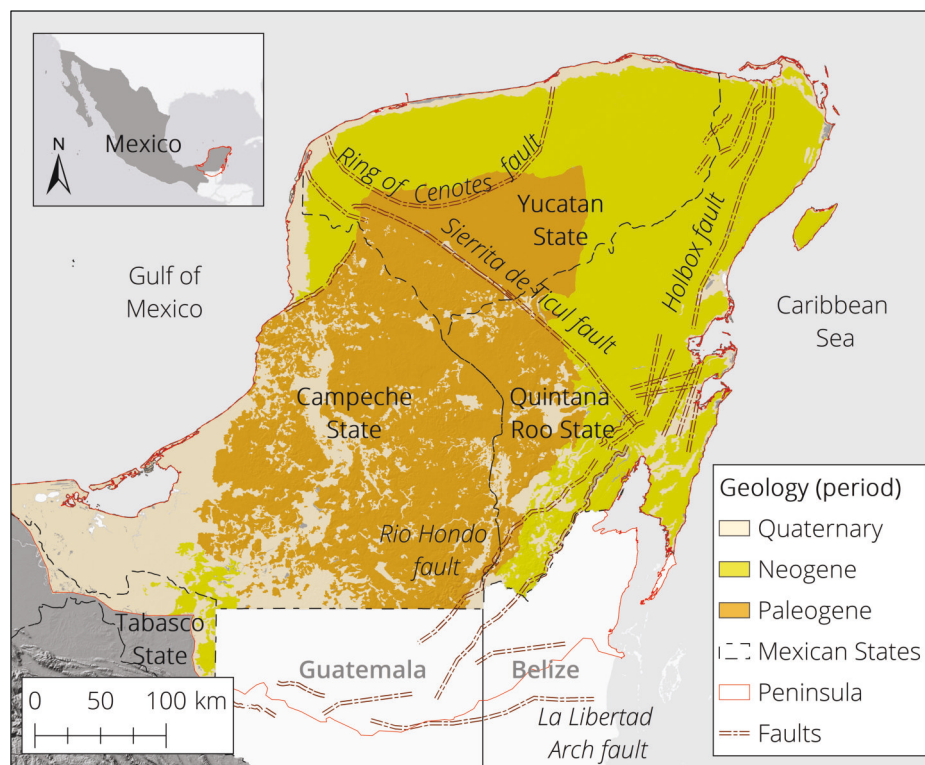 Mexico
N
Ring of Cenotes fault
Yucatan
State
Sierrita de Ticul fault
Holbox fault
Gulf of
Mexico
Caribbean
Sea
Campeche
State
Quintana
Roo State
Rio Hondo
fault
Tabasco
State
Guatemala
Belize
La Libertad
Arch fault
0 50 100 km
Geology (period)
Quaternary
Neogene
Paleogene
Mexican States
Peninsula
Faults